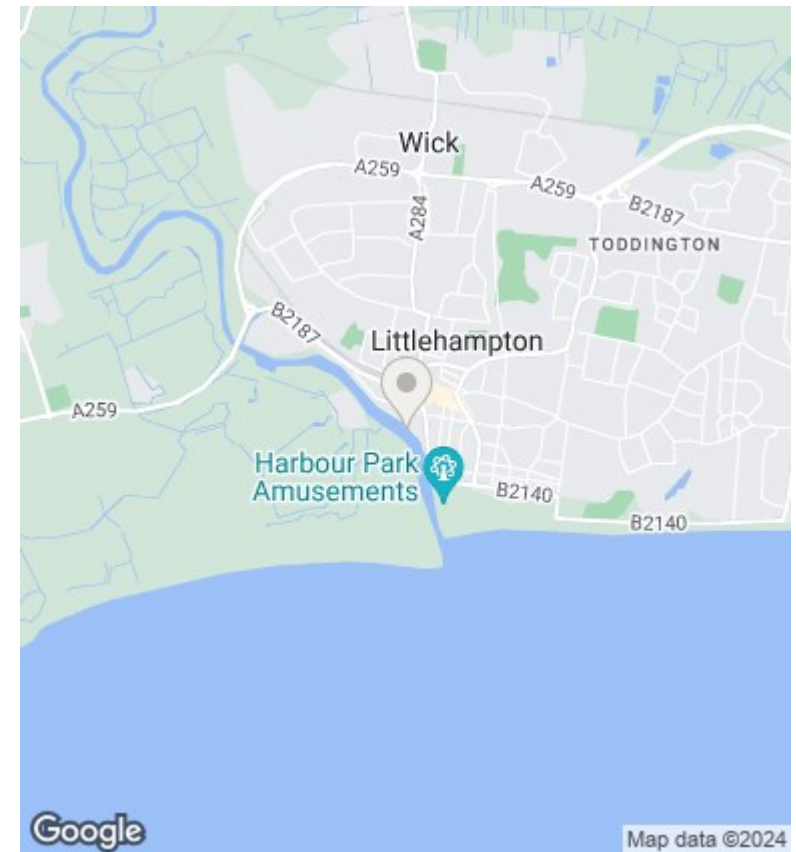 Wick
A259
A259
A284
B2187
TODDINGTON
B2187
Littlehampton
A259
Harbour Park
Amusements
B2140
B2140
Google
Map data ©2024